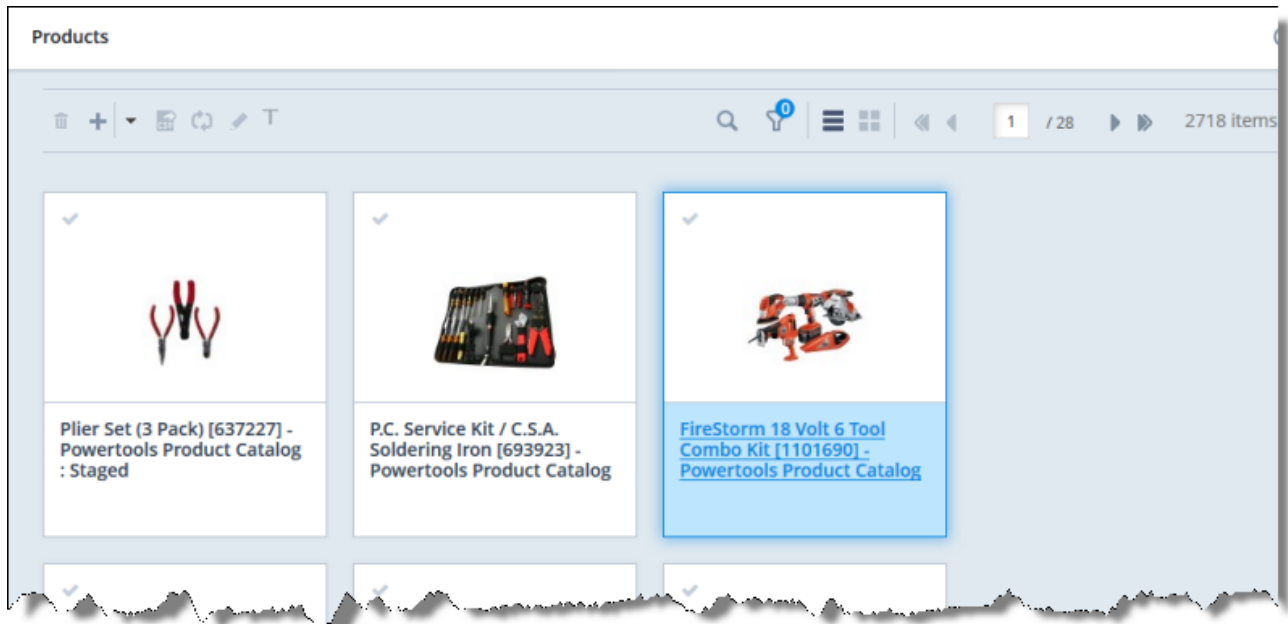 Products
0
1 / 28 2718 items
Plier Set (3 Pack) [637227] -
Powertools Product Catalog
: Staged
P.C. Service Kit / C.S.A.
Soldering Iron [693923] -
Powertools Product Catalog
FireStorm 18 Volt 6 Tool
Combo Kit [1101690] -
Powertools Product Catalog